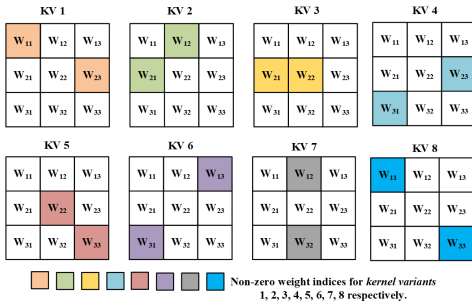 KV 1 KV 2 KV 3 KV 4
W11 W12 W13 W11 W12 W13 W11 W12 W13 W11 W12 W13
W21 W22 W23 W21 W22 W23 W21 W22 W23 W21 W22 W23
W31 W32 W33 W31 W32 W33 W31 W32 W33 W31 W32 W33
KV 5 KV 6 KV 7 KV 8
W11 W12 W13 W11 W12 W13 W11 W12 W13 W11 W12 W13
W21 W22 W23 W21 W22 W23 W21 W22 W23 W21 W22 W23
W31 W32 W33 W31 W32 W33 W31 W32 W33 W31 W32 W33
Non-zero weight indices for kernel variants
1, 2, 3, 4, 5, 6, 7, 8 respectively.